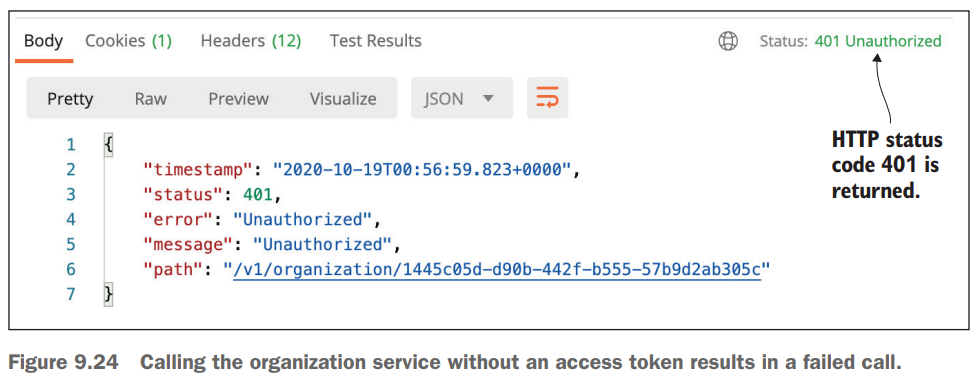 Body Cookies (1) Headers (12) Test Results Status: 401 Unauthorized
Pretty Raw Preview Visualize JSON
HTTP status
code 401 is
returned.
1 {
2 "timestamp": "2020-10-19T00:56:59.823+0000",
3 "status": 401,
4 "error": "Unauthorized",
5 "message": "Unauthorized",
6 "path": "/v1/organization/1445c05d-d90b-442f-b555-57b9d2ab305c"
7 }
Figure 9.24 Calling the organization service without an access token results in a failed call.